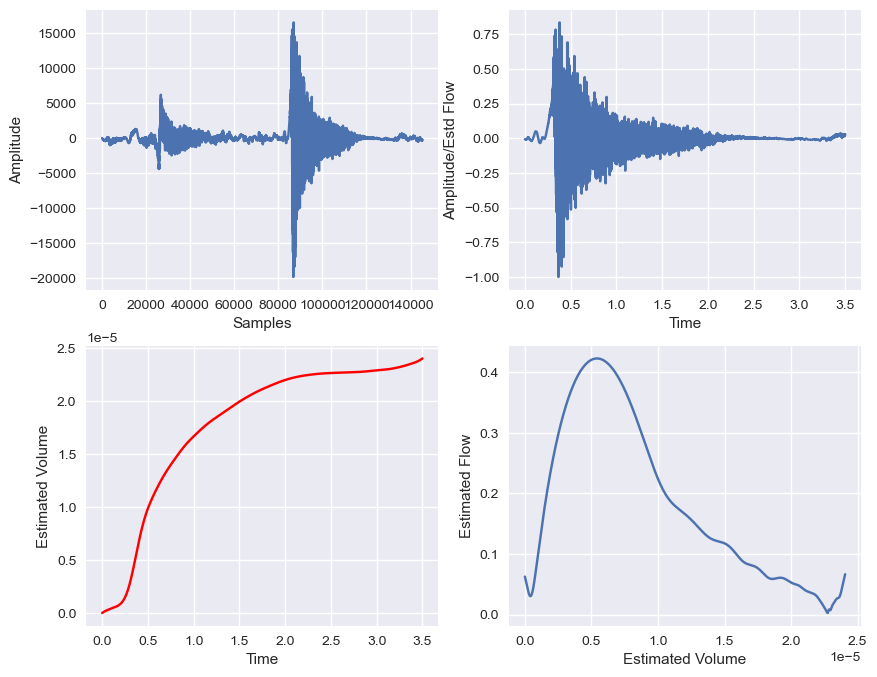 15000
10000
5000
0
−5000
−10000
−15000
−20000
Amplitude
0 20000 40000 60000 80000 100000 120000 140000
Samples
0.75
0.50
0.25
0.00
−0.25
−0.50
−0.75
−1.00
Amplitude/Estd Flow
0.0 0.5 1.0 1.5 2.0 2.5 3.0 3.5
Time
1e−5
2.5
2.0
1.5
1.0
0.5
0.0
Estimated Volume
0.0 0.5 1.0 1.5 2.0 2.5 3.0 3.5
Time
0.4
0.3
0.2
0.1
0.0
Estimated Flow
0.0 0.5 1.0 1.5 2.0 2.5
1e−5
Estimated Volume